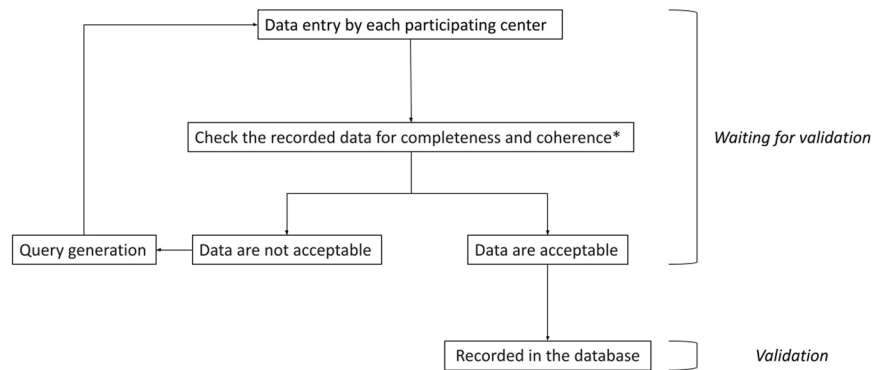 Data entry by each participating center
Check the recorded data for completeness and coherence*
Waiting for validation
Query generation
Data are not acceptable
Data are acceptable
Recorded in the database
Validation